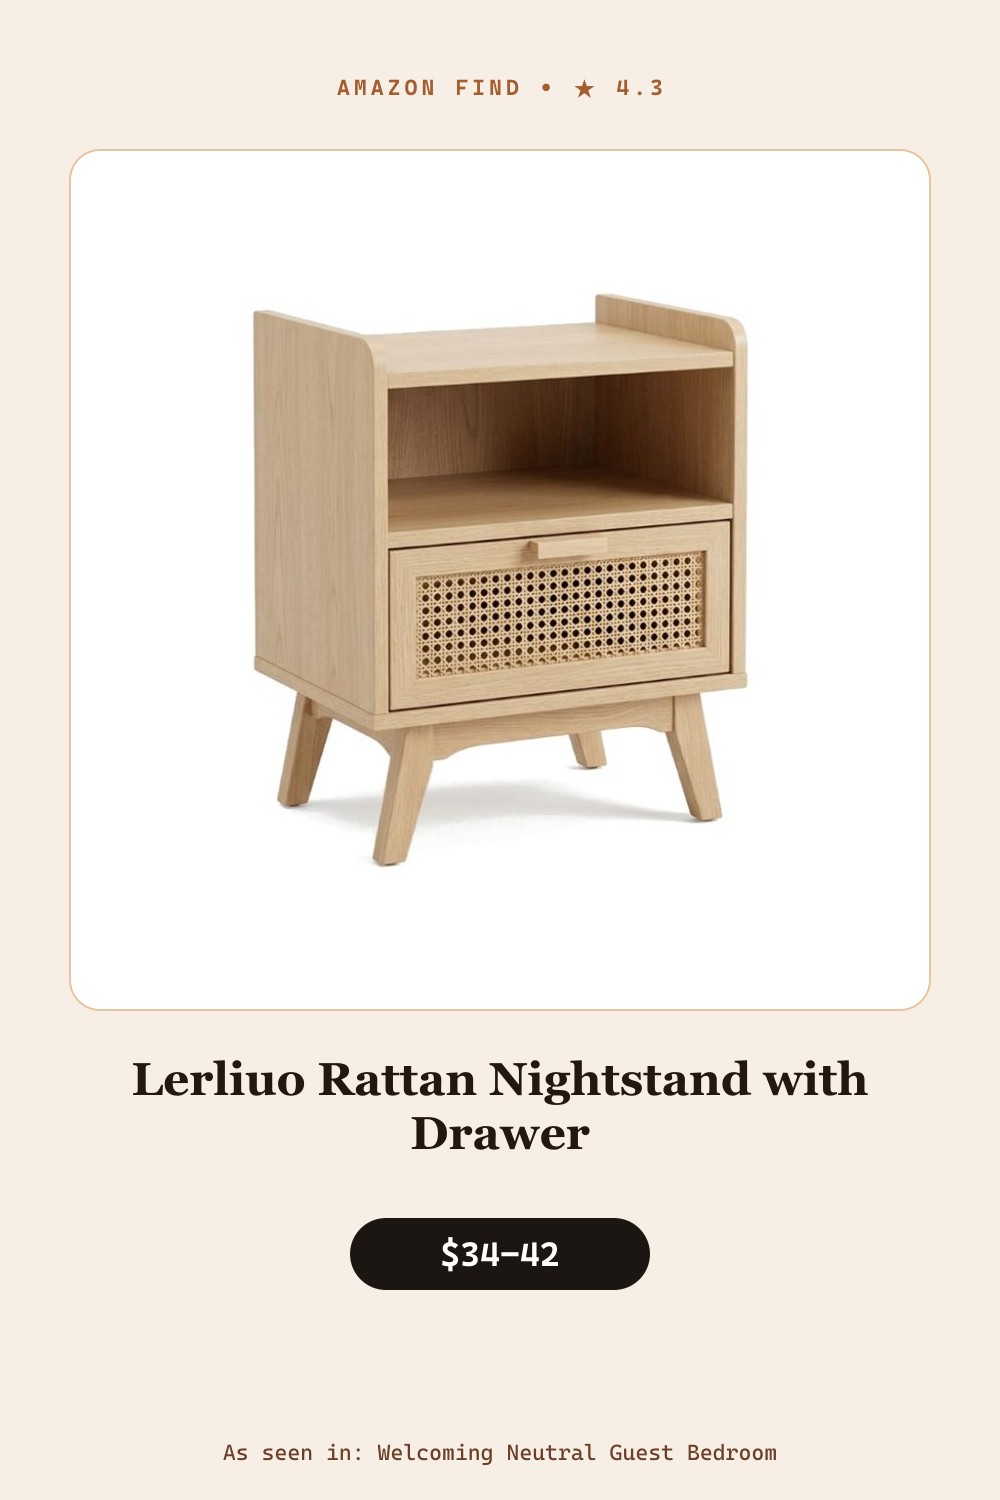 AMAZON FIND • ★ 4.3
Lerliuo Rattan Nightstand with
Drawer
$34–42
As seen in: Welcoming Neutral Guest Bedroom